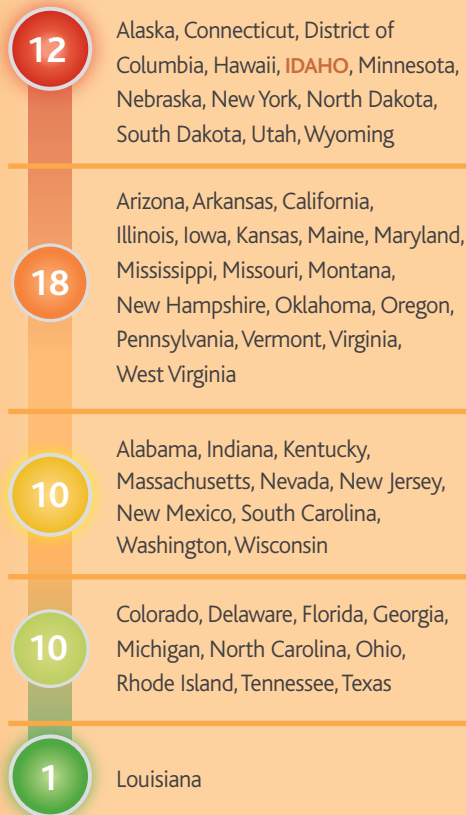 12
Alaska, Connecticut, District of
Columbia, Hawaii, IDAHO, Minnesota,
Nebraska, New York, North Dakota,
South Dakota, Utah, Wyoming
18
Arizona, Arkansas, California,
Illinois, Iowa, Kansas, Maine, Maryland,
Mississippi, Missouri, Montana,
New Hampshire, Oklahoma, Oregon,
Pennsylvania, Vermont, Virginia,
West Virginia
10
Alabama, Indiana, Kentucky,
Massachusetts, Nevada, New Jersey,
New Mexico, South Carolina,
Washington, Wisconsin
10
Colorado, Delaware, Florida, Georgia,
Michigan, North Carolina, Ohio,
Rhode Island, Tennessee, Texas
1
Louisiana